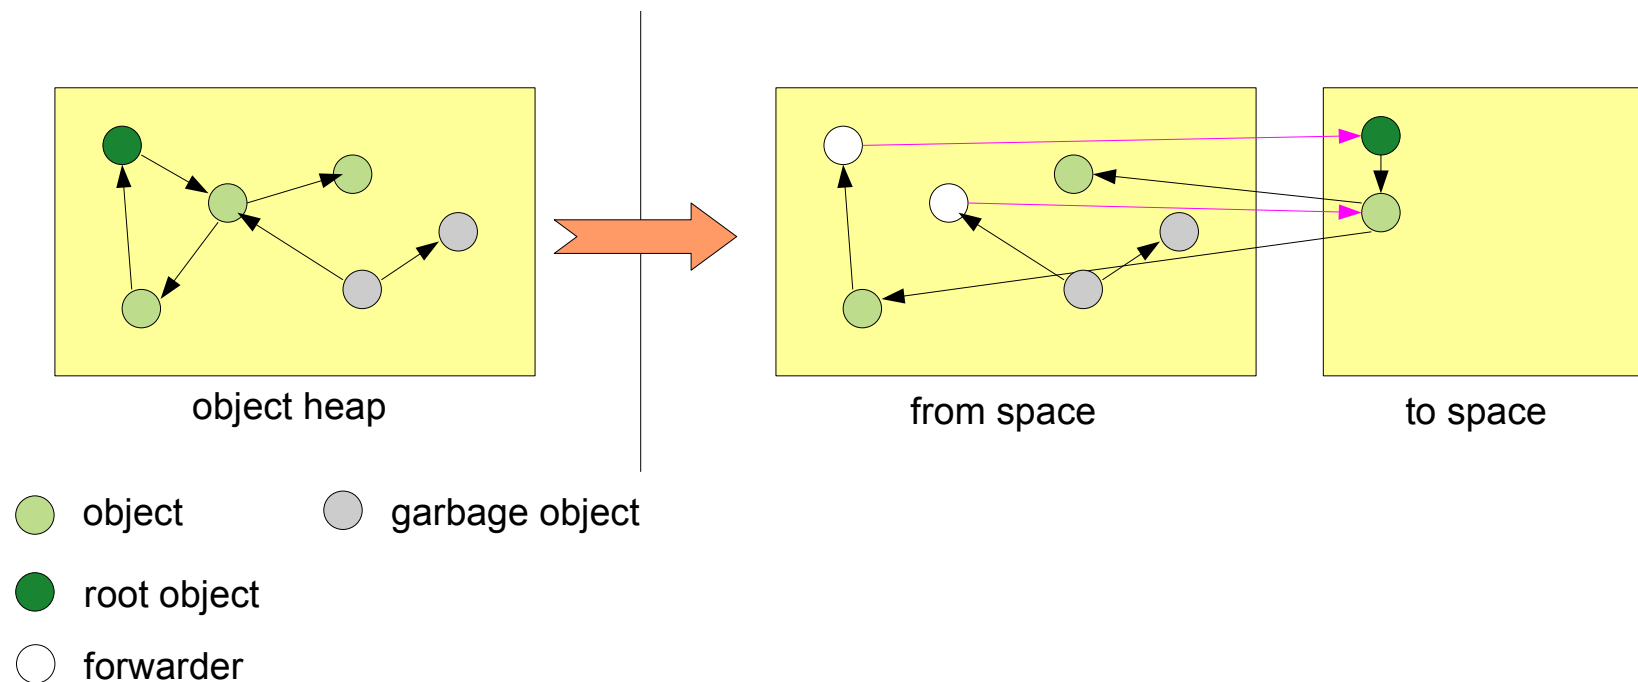 object heap
from space
to space
object
garbage object
root object
forwarder